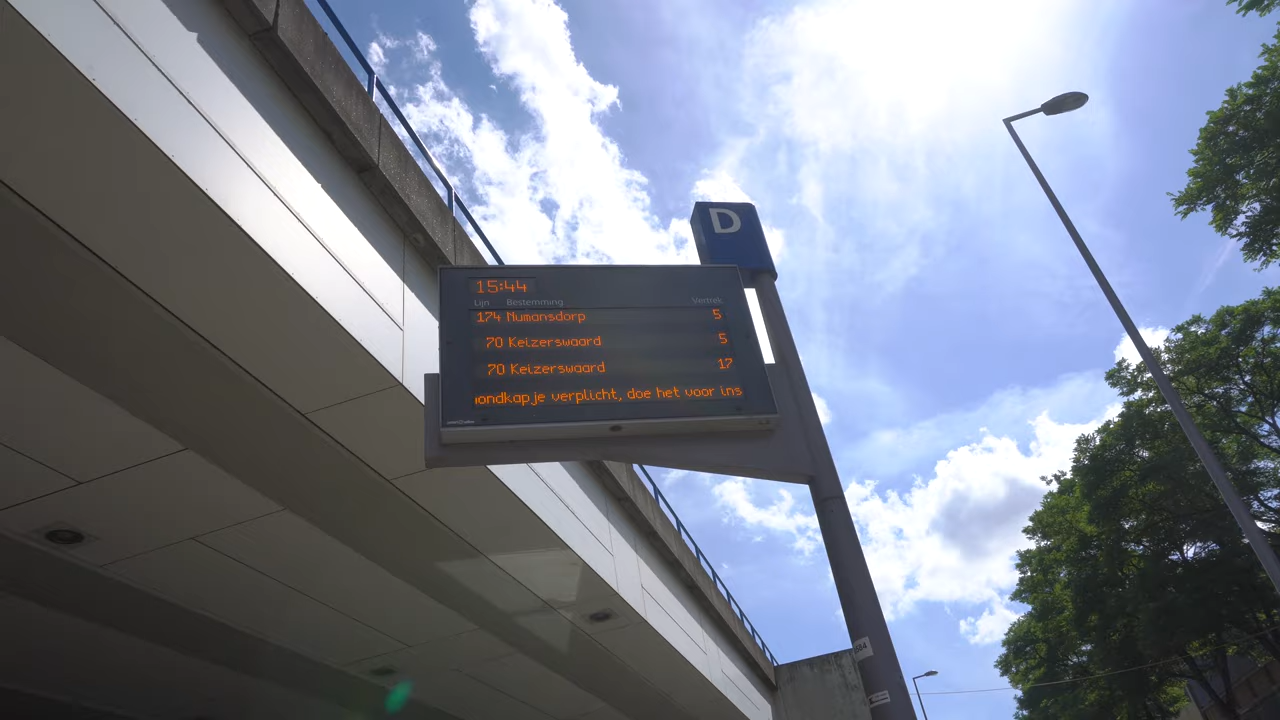 D
15:44
Lijn Bestemming Vertrek
174 Numansdorp 5
70 Keizerswaard 5
70 Keizerswaard 17
ondkapje verplicht, doe het voor ins